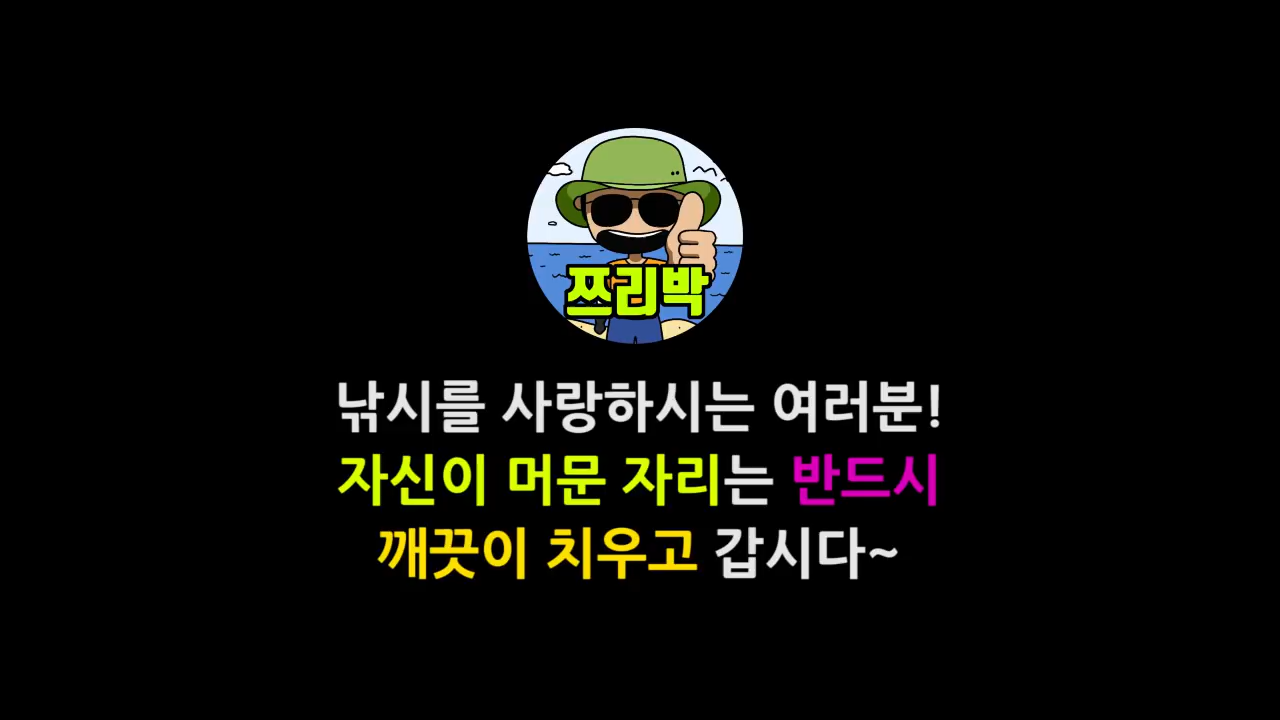 쯔리박
낚시를 사랑하시는 여러분!
자신이 머문 자리는 반드시
깨끗이 치우고 갑시다~